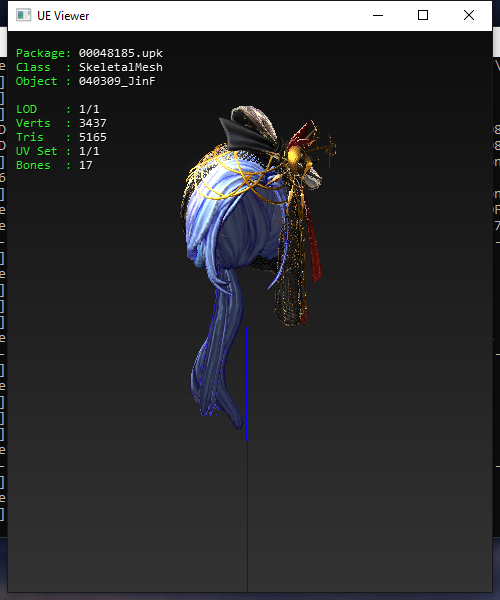 UE Viewer
Package: 00048185.upk
Class : SkeletalMesh
Object : 040309_JinF
LOD : 1/1
Verts : 3437
Tris : 5165
UV Set : 1/1
Bones : 17